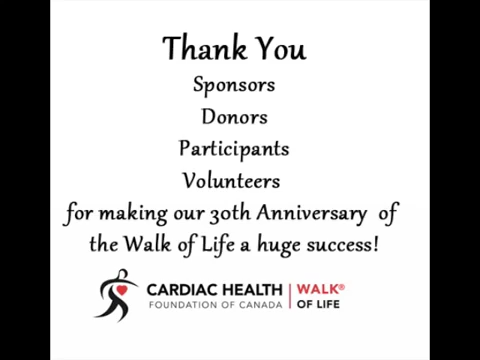 Thank You
Sponsors
Donors
Participants
Volunteers
for making our 30th Anniversary of
the Walk of Life a huge success!
CARDIAC HEALTH WALK®
FOUNDATION OF CANADA OF LIFE